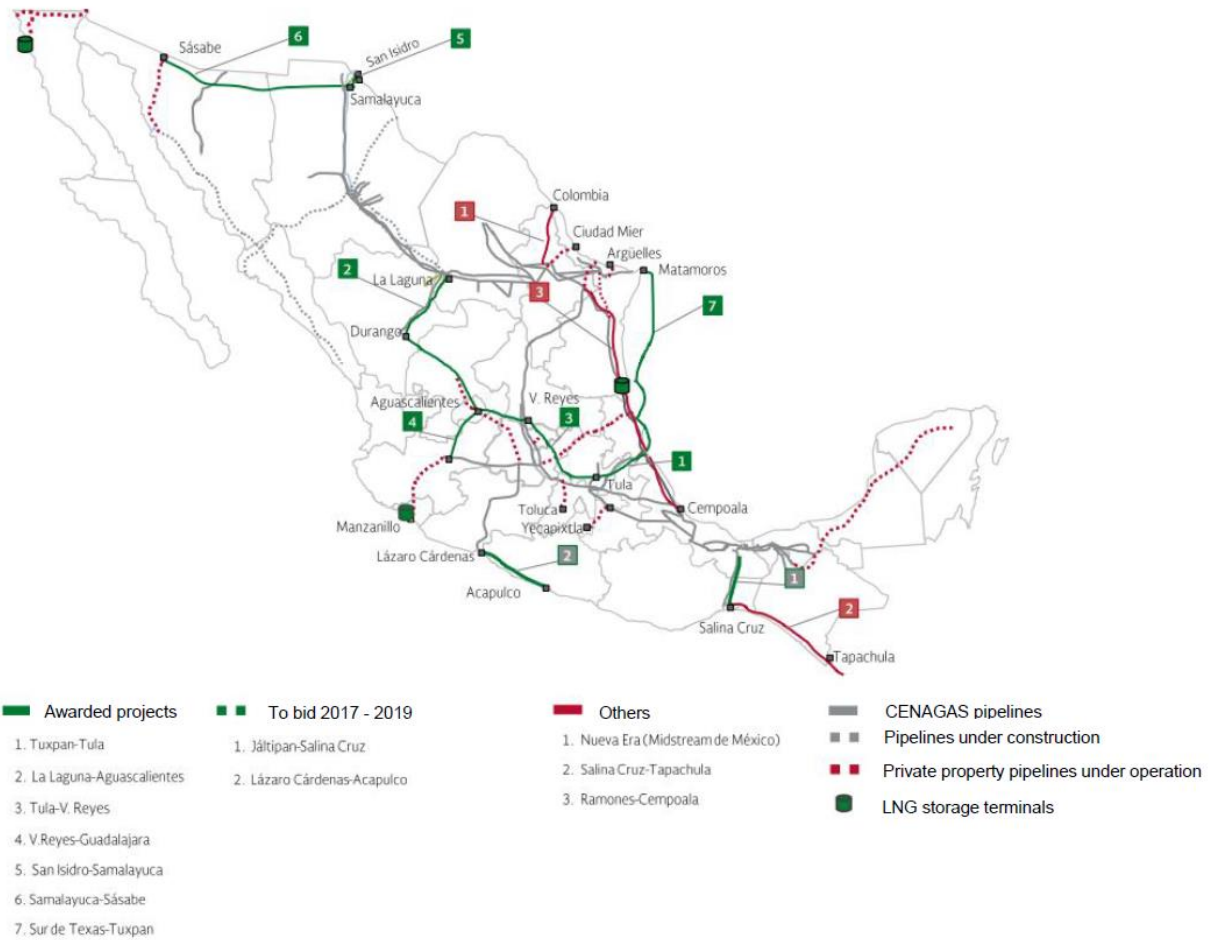 6
5
Sásabe
San Isidro
Samalayuca
Colombia
1
Ciudad Mier
Argüelles
2
La Laguna
Matamoros
3
7
Durango
Aguascalientes
V. Reyes
4
3
1
Tula
Toluca
Cempoala
Manzanillo
Yecapixtla
Lázaro Cárdenas
2
1
Acapulco
2
Salina Cruz
Tapachula
Awarded projects
1. Tuxpan-Tula
2. La Laguna-Aguascalientes
3. Tula-V. Reyes
4. V.Reyes-Guadalajara
5. San Isidro-Samalayuca
6. Samalayuca-Sásabe
7. Sur de Texas-Tuxpan
To bid 2017 - 2019
1. Jáltipan-Salina Cruz
2. Lázaro Cárdenas-Acapulco
Others
1. Nueva Era (Midstream de México)
2. Salina Cruz-Tapachula
3. Ramones-Cempoala
CENAGAS pipelines
Pipelines under construction
Private property pipelines under operation
LNG storage terminals